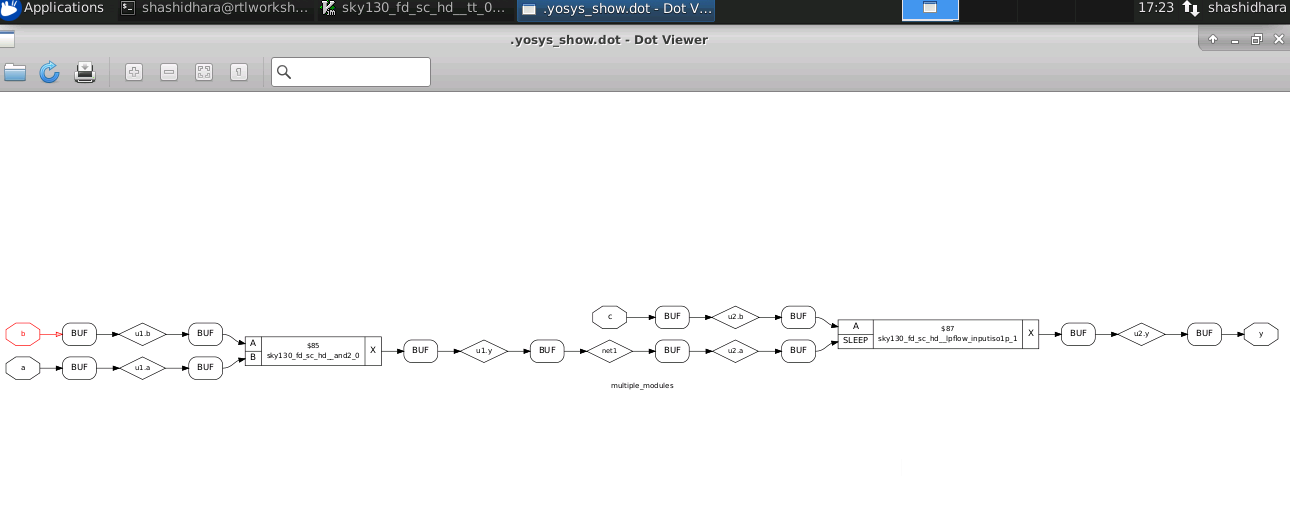 Applications shashidhara@rtlworksh... sky130_fd_sc_hd__tt_0... .yosys_show.dot - Dot V... 17:23 shashidhara
.yosys_show.dot - Dot Viewer
c BUF u2.b BUF
b BUF u1.b BUF
a BUF u1.a BUF
A B $85 sky130_fd_sc_hd__and2_0 X
BUF u1.y BUF net1 BUF u2.a BUF
A SLEEP $87 sky130_fd_sc_hd__lpflow_inputiso1p_1 X
BUF u2.y BUF y
multiple_modules